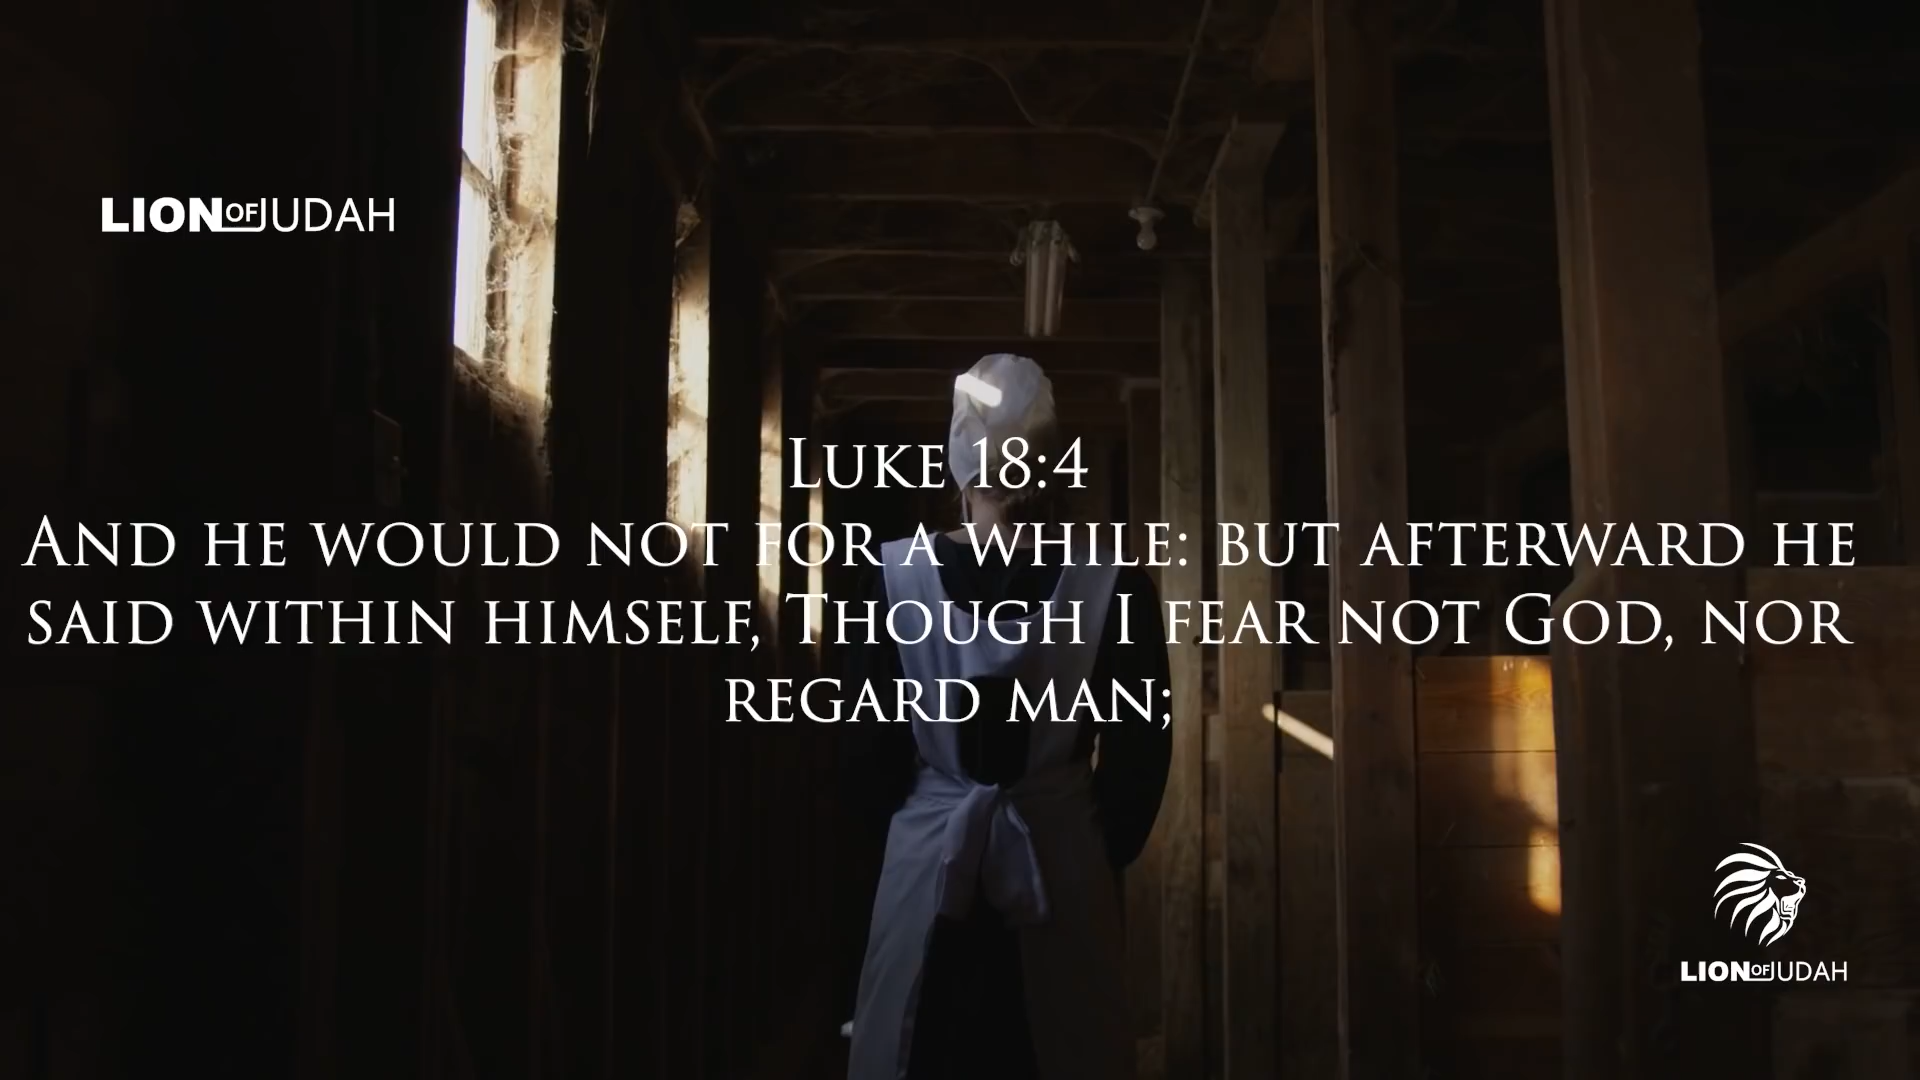 LION OF JUDAH
Luke 18:4
And he would not for a while: but afterward he
said within himself, Though I fear not God, nor
regard man;
LION OF JUDAH